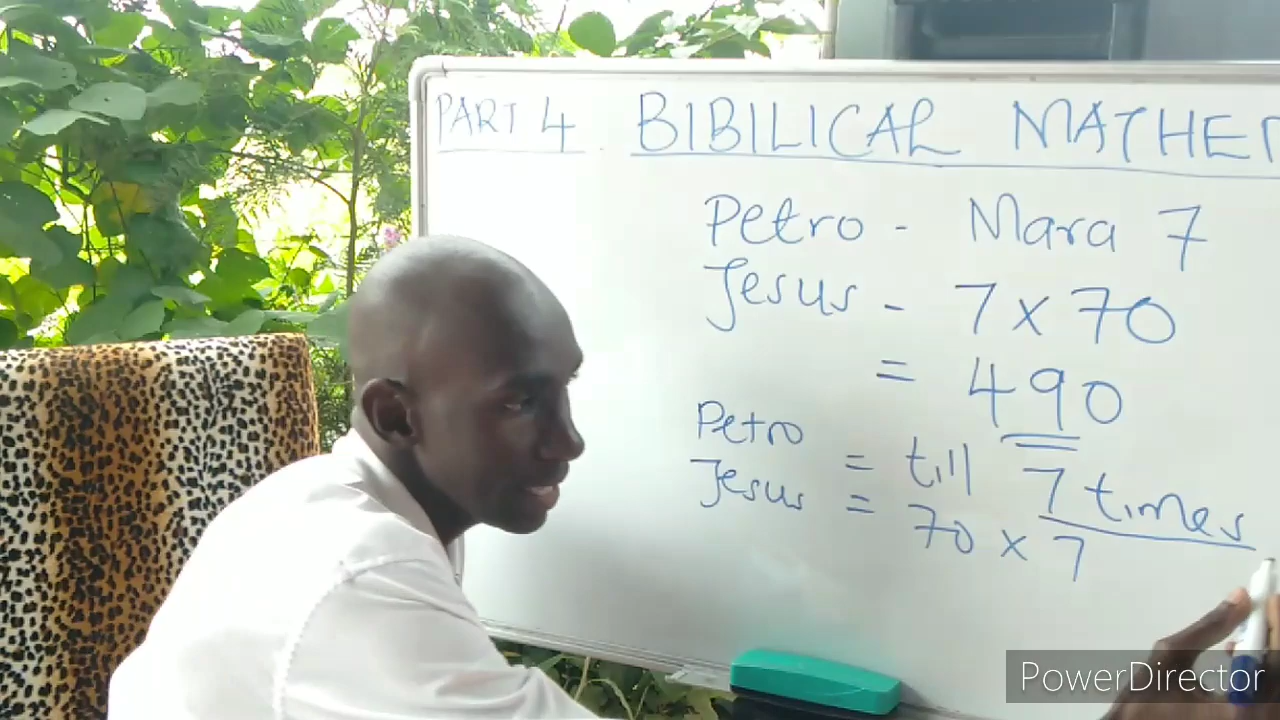 PART 4 BIBILICAL MATHE
Petro - Mara 7
Jesus - 7 x 70
= 490
Petro = till 7 times
Jesus = 70 x 7
PowerDirector